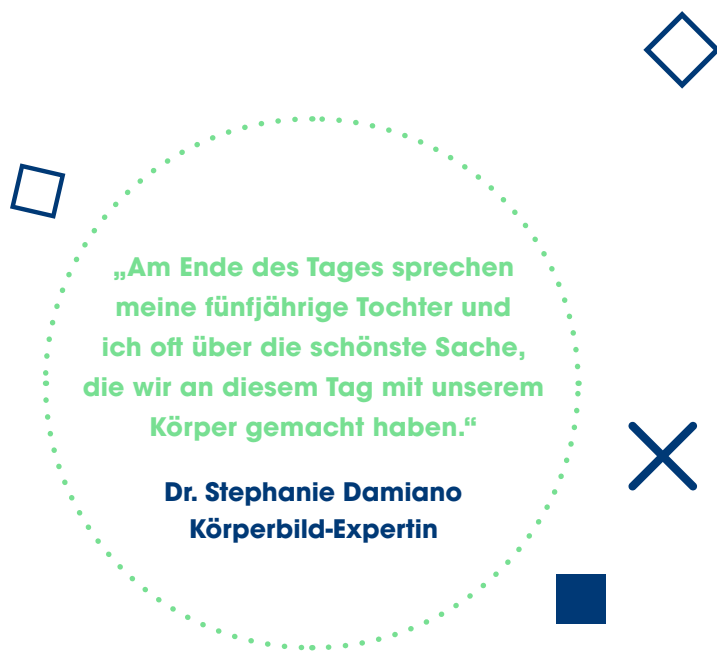 „Am Ende des Tages sprechen
meine fünfjährige Tochter und
ich oft über die schönste Sache,
die wir an diesem Tag mit unserem
Körper gemacht haben.“
Dr. Stephanie Damiano
Körperbild-Expertin